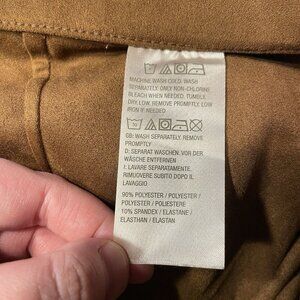 MACHINE WASH COLD. WASH
SEPARATELY. ONLY NON-CHLORINE
BLEACH WHEN NEEDED. TUMBLE
DRY, LOW. REMOVE PROMPTLY. LOW
IRON IF NEEDED
GB: WASH SEPARATELY. REMOVE
PROMPTLY
D: SEPARAT WASCHEN. VOR DER
WÄSCHE ENTFERNEN
I: LAVARE SEPARATAMENTE.
RIMUOVERE SUBITO DOPO IL
LAVAGGIO
90% POLYESTER / POLYESTER /
POLYESTER / POLIESTERE
10% SPANDEX / ELASTANE /
ELASTHAN / ELASTAN